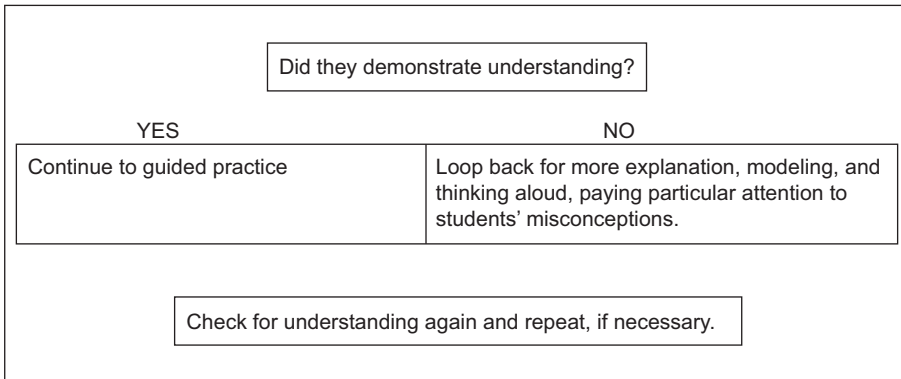 Did they demonstrate understanding?
YES
NO
Continue to guided practice
Loop back for more explanation, modeling, and
thinking aloud, paying particular attention to
students’ misconceptions.
Check for understanding again and repeat, if necessary.